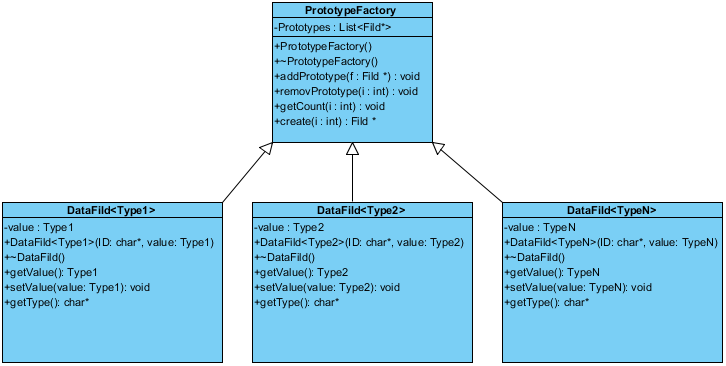 PrototypeFactory
-Prototypes : List<Fild*>
+PrototypeFactory()
+~PrototypeFactory()
+addPrototype(f : Fild *) : void
+removPrototype(i : int) : void
+getCount(i : int) : void
+create(i : int) : Fild *
DataFild<Type1>
-value : Type1
+DataFild<Type1>(ID: char*, value: Type1)
+~DataFild()
+getValue(): Type1
+setValue(value: Type1): void
+getType(): char*
DataFild<Type2>
-value : Type2
+DataFild<Type2>(ID: char*, value: Type2)
+~DataFild()
+getValue(): Type2
+setValue(value: Type2): void
+getType(): char*
DataFild<TypeN>
-value : TypeN
+DataFild<TypeN>(ID: char*, value: TypeN)
+~DataFild()
+getValue(): TypeN
+setValue(value: TypeN): void
+getType(): char*